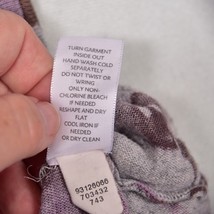 TURN GARMENT
INSIDE OUT
HAND WASH COLD
SEPARATELY
DO NOT TWIST OR
WRING
ONLY NON-
CHLORINE BLEACH
IF NEEDED
RESHAPE AND DRY
FLAT
COOL IRON IF
NEEDED
OR DRY CLEAN
93126066
703432
743